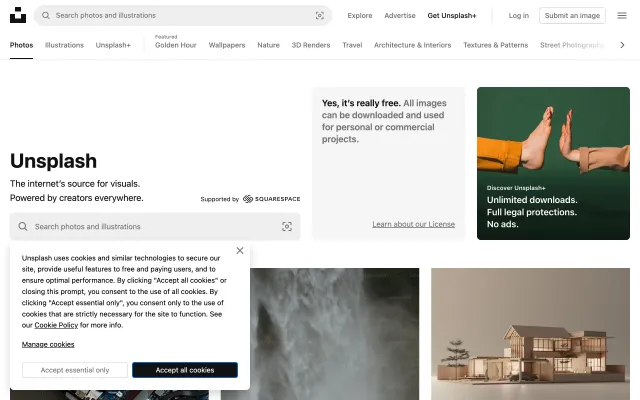 Search photos and illustrations
Explore
Advertise
Get Unsplash+
Log in
Submit an image
Photos
Illustrations
Unsplash+
Featured
Golden Hour
Wallpapers
Nature
3D Renders
Travel
Architecture & Interiors
Textures & Patterns
Street Photography
Unsplash
The internet's source for visuals.
Powered by creators everywhere.
Supported by SQUARESPACE
Search photos and illustrations
Yes, it's really free. All images
can be downloaded and used
for personal or commercial
projects.
Learn about our License
Discover Unsplash+
Unlimited downloads.
Full legal protections.
No ads.
Unsplash uses cookies and similar technologies to secure our
site, provide useful features to free and paying users, and to
ensure optimal performance. By clicking "Accept all cookies" or
closing this prompt, you consent to the use of all cookies. By
clicking "Accept essential only", you consent only to the use of
cookies that are strictly necessary for the site to function. See
our Cookie Policy for more info.
Manage cookies
Accept essential only
Accept all cookies